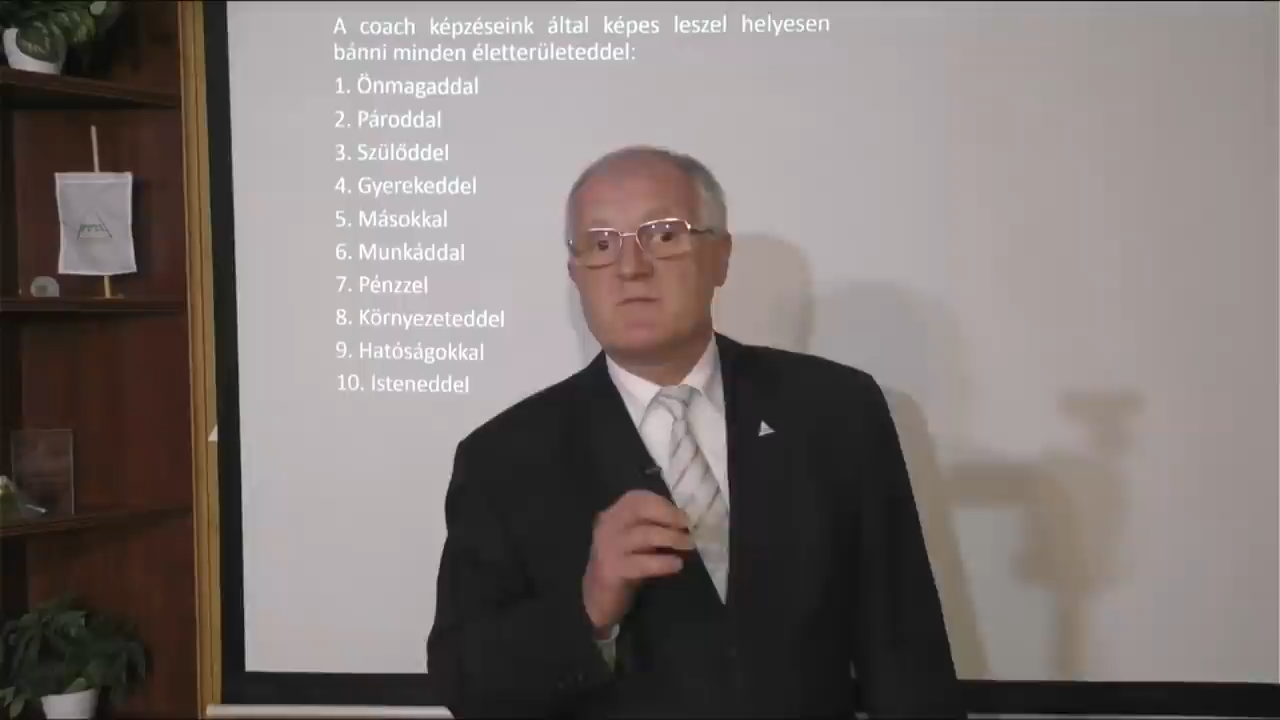 A coach képzéseink által képes leszel helyesen
bánni minden életterületeddel:
1. Önmagaddal
2. Pároddal
3. Szülőddel
4. Gyerekeddel
5. Másokkal
6. Munkáddal
7. Pénzzel
8. Környezeteddel
9. Hatóságokkal
10. Isteneddel